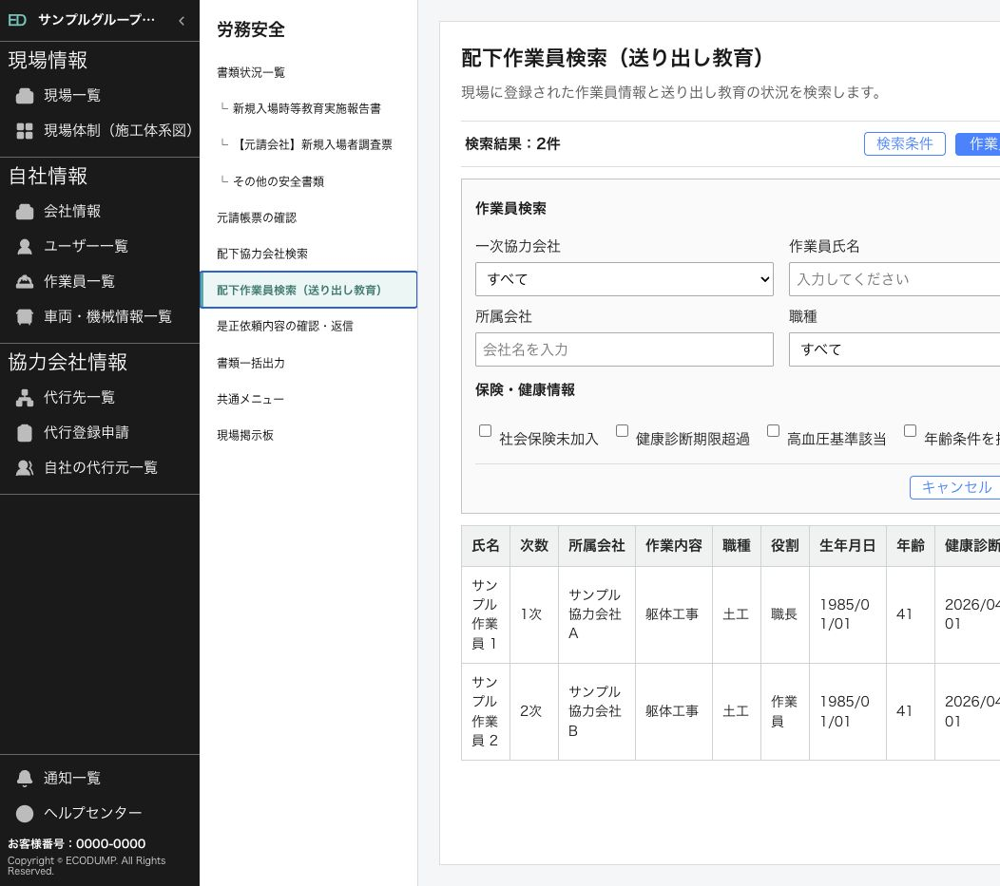 ED サンプルグループ…
現場情報
現場一覧
現場体制（施工体系図）
自社情報
会社情報
ユーザー一覧
作業員一覧
車両・機械情報一覧
協力会社情報
代行先一覧
代行登録申請
自社の代行元一覧
通知一覧
ヘルプセンター
お客様番号：0000-0000
Copyright © ECODUMP. All Rights
Reserved.
労務安全
書類状況一覧
└ 新規入場時等教育実施報告書
└ 【元請会社】新規入場者調査票
└ その他の安全書類
元請帳票の確認
配下協力会社検索
配下作業員検索（送り出し教育）
是正依頼内容の確認・返信
書類一括出力
共通メニュー
現場掲示板
配下作業員検索（送り出し教育）
現場に登録された作業員情報と送り出し教育の状況を検索します。
検索結果：2件 検索条件 作業
作業員検索
一次協力会社 作業員氏名
すべて 入力してください
所属会社 職種
会社名を入力 すべて
保険・健康情報
社会保険未加入 健康診断期限超過 高血圧基準該当 年齢条件を
キャンセル
氏名 次数 所属会社 作業内容 職種 役割 生年月日 年齢 健康診断
サンプル作業員 1 1次 サンプル協力会社A 躯体工事 土工 職長 1985/01/01 41 2026/04 01
サンプル作業員 2 2次 サンプル協力会社B 躯体工事 土工 作業員 1985/01/01 41 2026/04 01